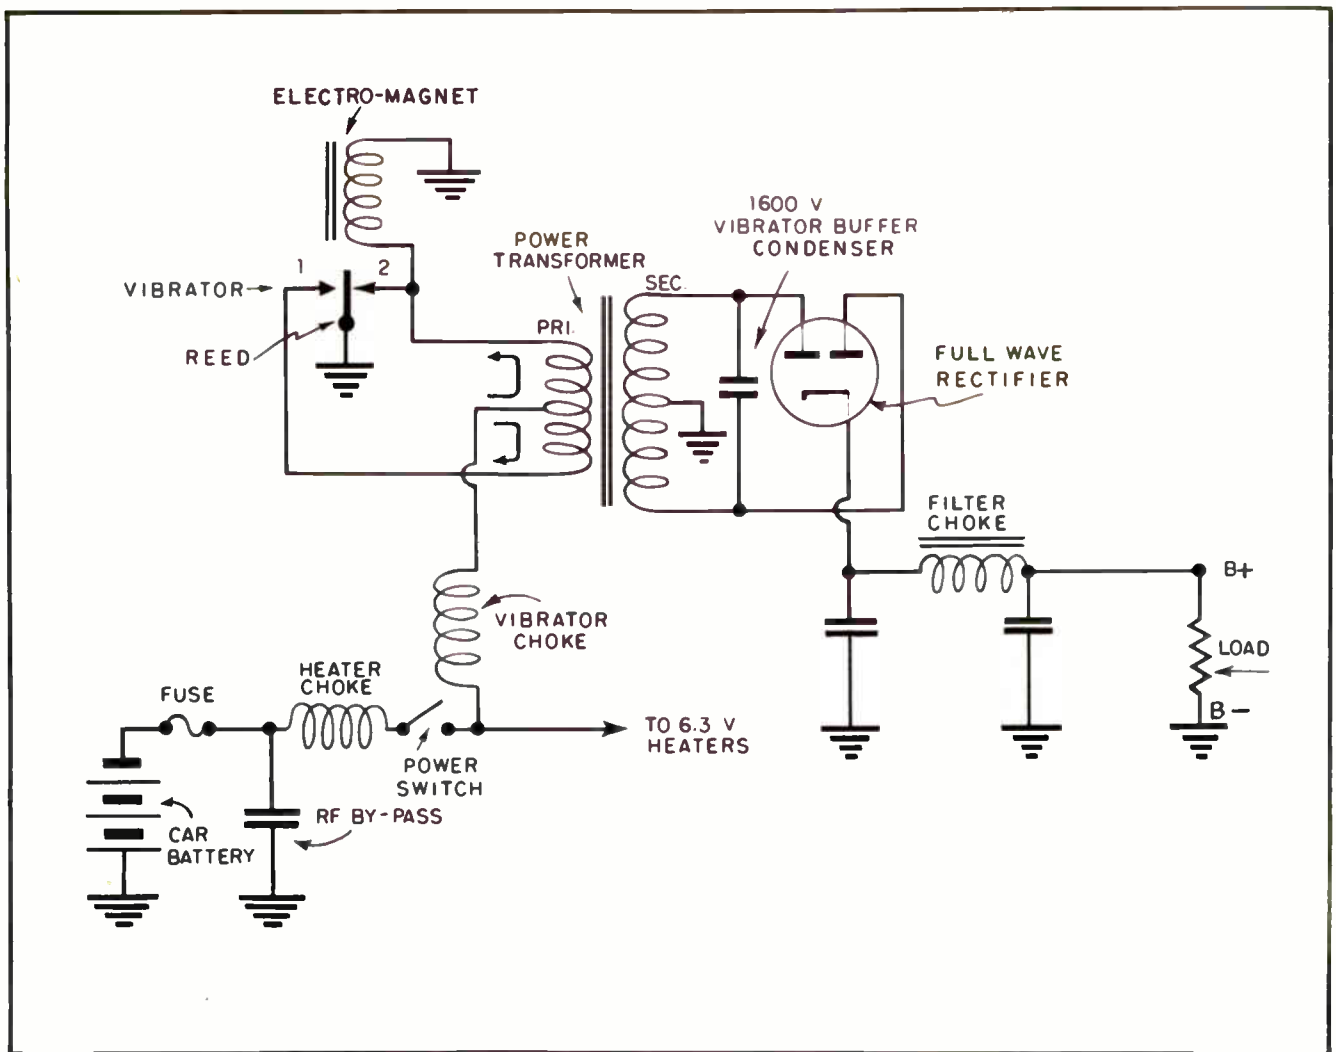 ELECTRO-MAGNET
1600 V
VIBRATOR BUFFER
CONDENSER
POWER
TRANSFORMER
1
2
VIBRATOR
SEC.
PRI.
REED
FULL WAVE
RECTIFIER
FILTER
CHOKE
B+
VIBRATOR
CHOKE
LOAD
HEATER
CHOKE
FUSE
B-
TO 6.3 V
HEATERS
POWER
SWITCH
RF BY-PASS
CAR
BATTERY